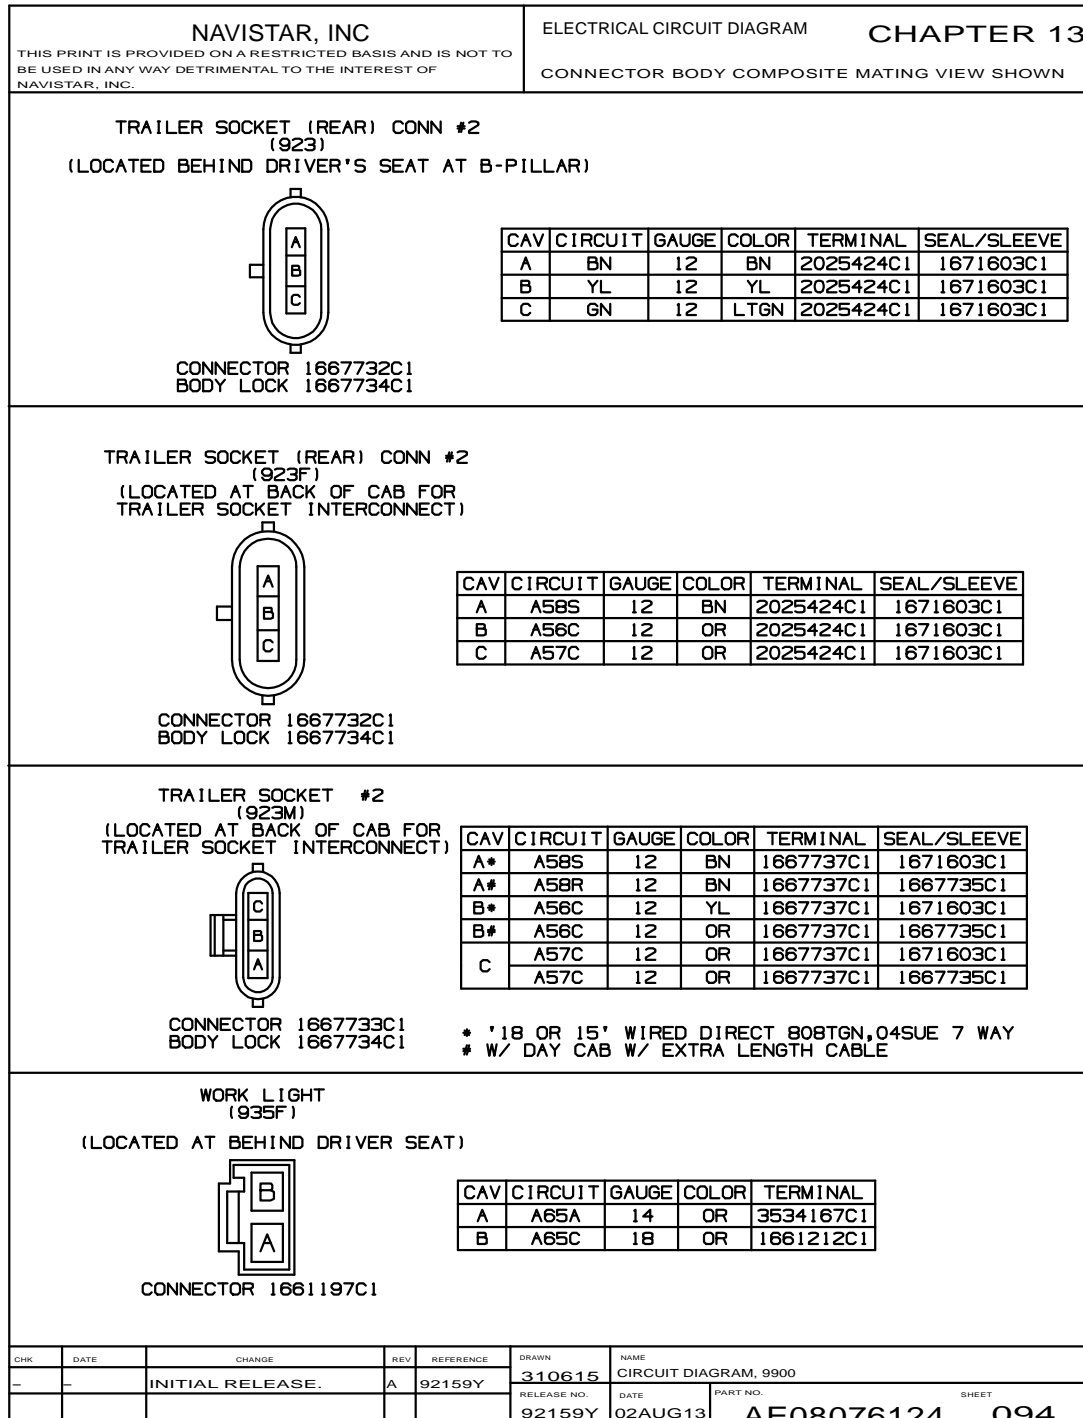 NAVISTAR, INC
THIS PRINT IS PROVIDED ON A RESTRICTED BASIS AND IS NOT TO
BE USED IN ANY WAY DETRIMENTAL TO THE INTEREST OF
NAVISTAR, INC.
ELECTRICAL CIRCUIT DIAGRAM CHAPTER 13
CONNECTOR BODY COMPOSITE MATING VIEW SHOWN
TRAILER SOCKET (REAR) CONN #2
(923)
(LOCATED BEHIND DRIVER'S SEAT AT B-PILLAR)
A
B
C
CONNECTOR 1667732C1
BODY LOCK 1667734C1
CAV CIRCUIT GAUGE COLOR TERMINAL SEAL/SLEEVE
A BN 12 BN 2025424C1 1671603C1
B YL 12 YL 2025424C1 1671603C1
C GN 12 LTGN 2025424C1 1671603C1
TRAILER SOCKET (REAR) CONN #2
(923F)
(LOCATED AT BACK OF CAB FOR
TRAILER SOCKET INTERCONNECT)
A
B
C
CONNECTOR 1667732C1
BODY LOCK 1667734C1
CAV CIRCUIT GAUGE COLOR TERMINAL SEAL/SLEEVE
A A58S 12 BN 2025424C1 1671603C1
B A56C 12 OR 2025424C1 1671603C1
C A57C 12 OR 2025424C1 1671603C1
TRAILER SOCKET #2
(923M)
(LOCATED AT BACK OF CAB FOR
TRAILER SOCKET INTERCONNECT)
C
B
A
CONNECTOR 1667733C1
BODY LOCK 1667734C1
CAV CIRCUIT GAUGE COLOR TERMINAL SEAL/SLEEVE
A* A58S 12 BN 1667737C1 1671603C1
A# A58R 12 BN 1667737C1 1667735C1
B* A56C 12 YL 1667737C1 1671603C1
B# A56C 12 OR 1667737C1 1667735C1
C A57C 12 OR 1667737C1 1671603C1
A57C 12 OR 1667737C1 1667735C1
* '18 OR 15' WIRED DIRECT 808TGN,04SUE 7 WAY
# W/ DAY CAB W/ EXTRA LENGTH CABLE
WORK LIGHT
(935F)
(LOCATED AT BEHIND DRIVER SEAT)
B
A
CONNECTOR 1661197C1
CAV CIRCUIT GAUGE COLOR TERMINAL
A A65A 14 OR 3534167C1
B A65C 18 OR 1661212C1
CHK DATE CHANGE REV REFERENCE
– – INITIAL RELEASE. A 92159Y
DRAWN
310615
NAME
CIRCUIT DIAGRAM, 9900
RELEASE NO.
92159Y
DATE
02AUG13
PART NO.
AE08076124
SHEET
094